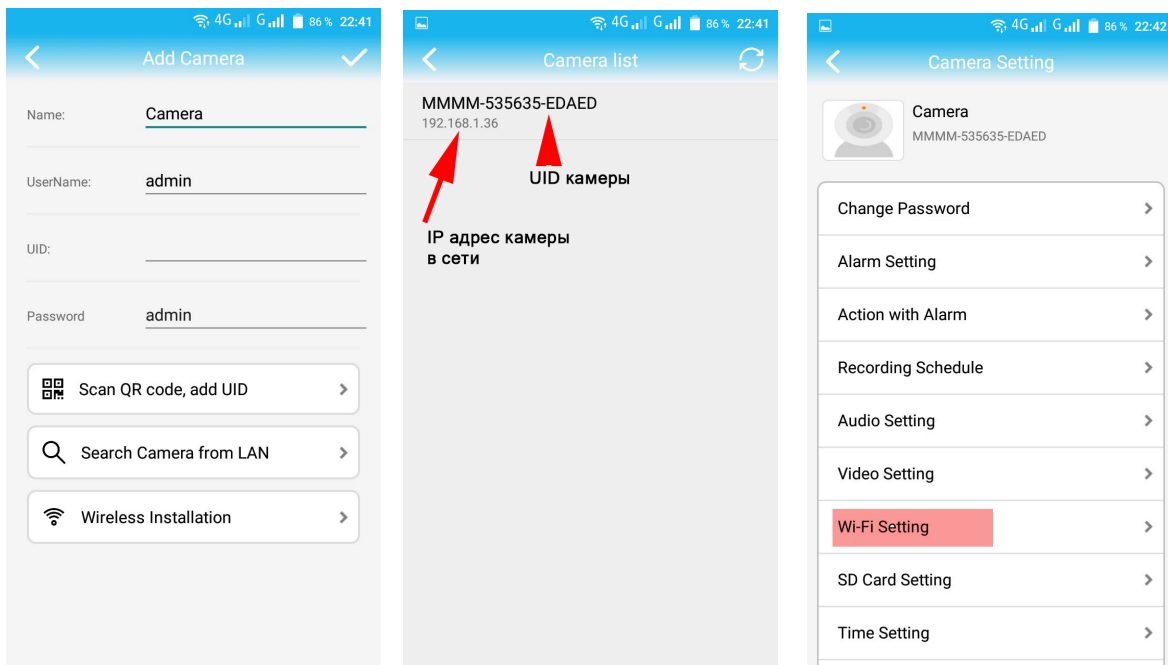 4G G 86 % 22:41
Add Camera
Name: Camera
UserName: admin
UID:
Password admin
Scan QR code, add UID
Search Camera from LAN
Wireless Installation
4G G 86 % 22:41
Camera list
MMMM-535635-EDAED
192.168.1.36
UID камеры
IP адрес камеры
в сети
4G G 86 % 22:42
Camera Setting
Camera
MMMM-535635-EDAED
Change Password
Alarm Setting
Action with Alarm
Recording Schedule
Audio Setting
Video Setting
Wi-Fi Setting
SD Card Setting
Time Setting